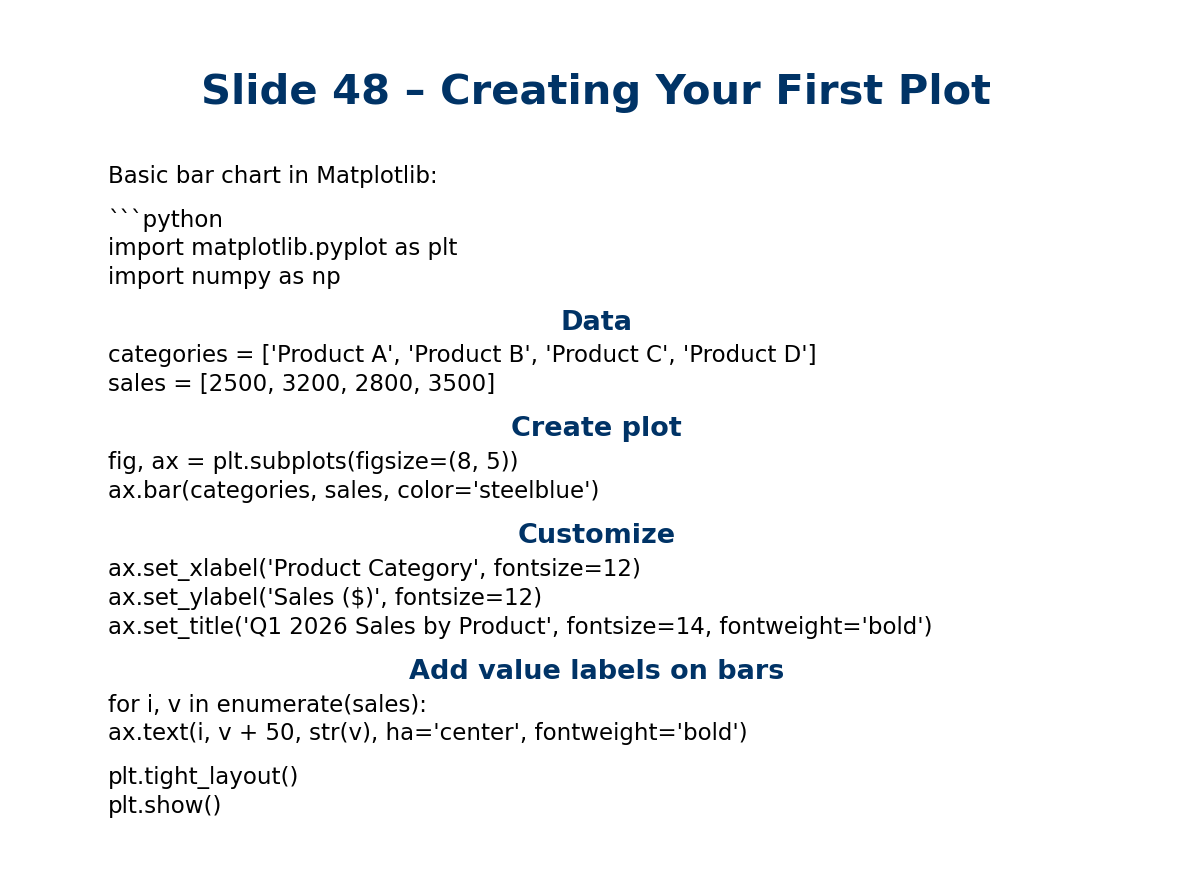 Slide 48 – Creating Your First Plot
Basic bar chart in Matplotlib:
```python
import matplotlib.pyplot as plt
import numpy as np
Data
categories = ['Product A', 'Product B', 'Product C', 'Product D']
sales = [2500, 3200, 2800, 3500]
Create plot
fig, ax = plt.subplots(figsize=(8, 5))
ax.bar(categories, sales, color='steelblue')
Customize
ax.set_xlabel('Product Category', fontsize=12)
ax.set_ylabel('Sales ($)', fontsize=12)
ax.set_title('Q1 2026 Sales by Product', fontsize=14, fontweight='bold')
Add value labels on bars
for i, v in enumerate(sales):
ax.text(i, v + 50, str(v), ha='center', fontweight='bold')
plt.tight_layout()
plt.show()